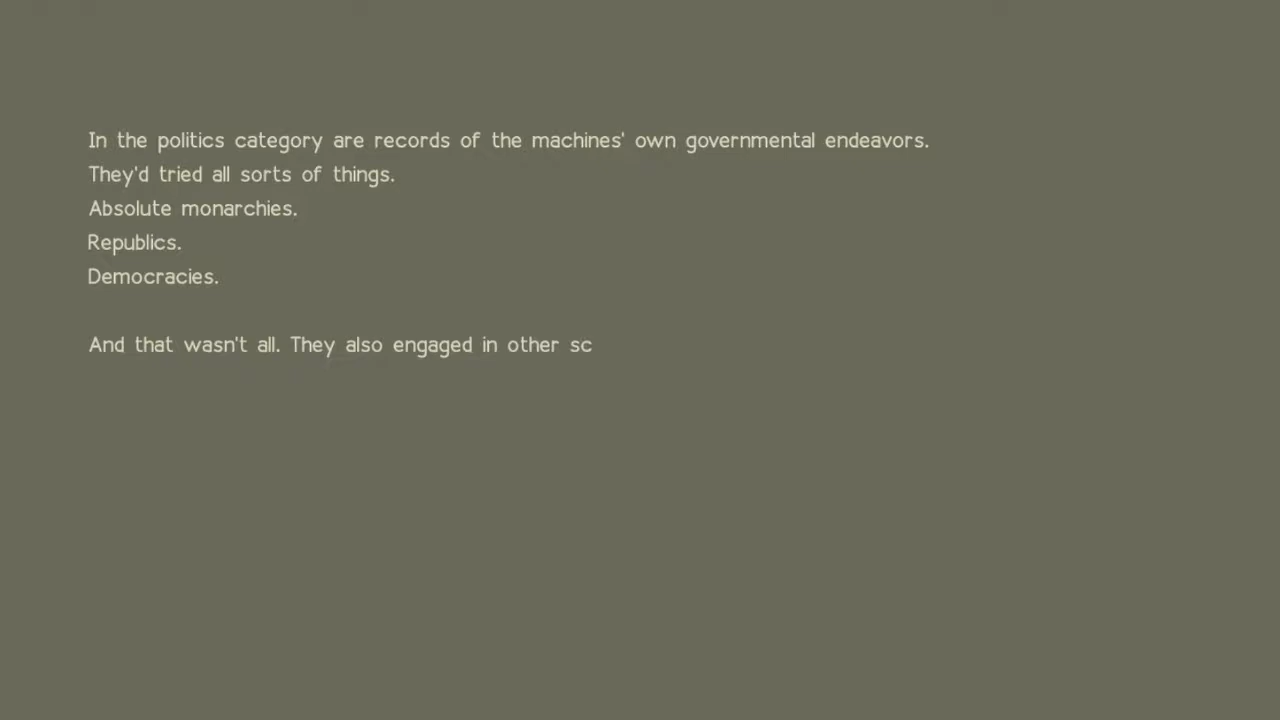 In the politics category are records of the machines' own governmental endeavors.
They'd tried all sorts of things.
Absolute monarchies.
Republics.
Democracies.
And that wasn't all. They also engaged in other sc